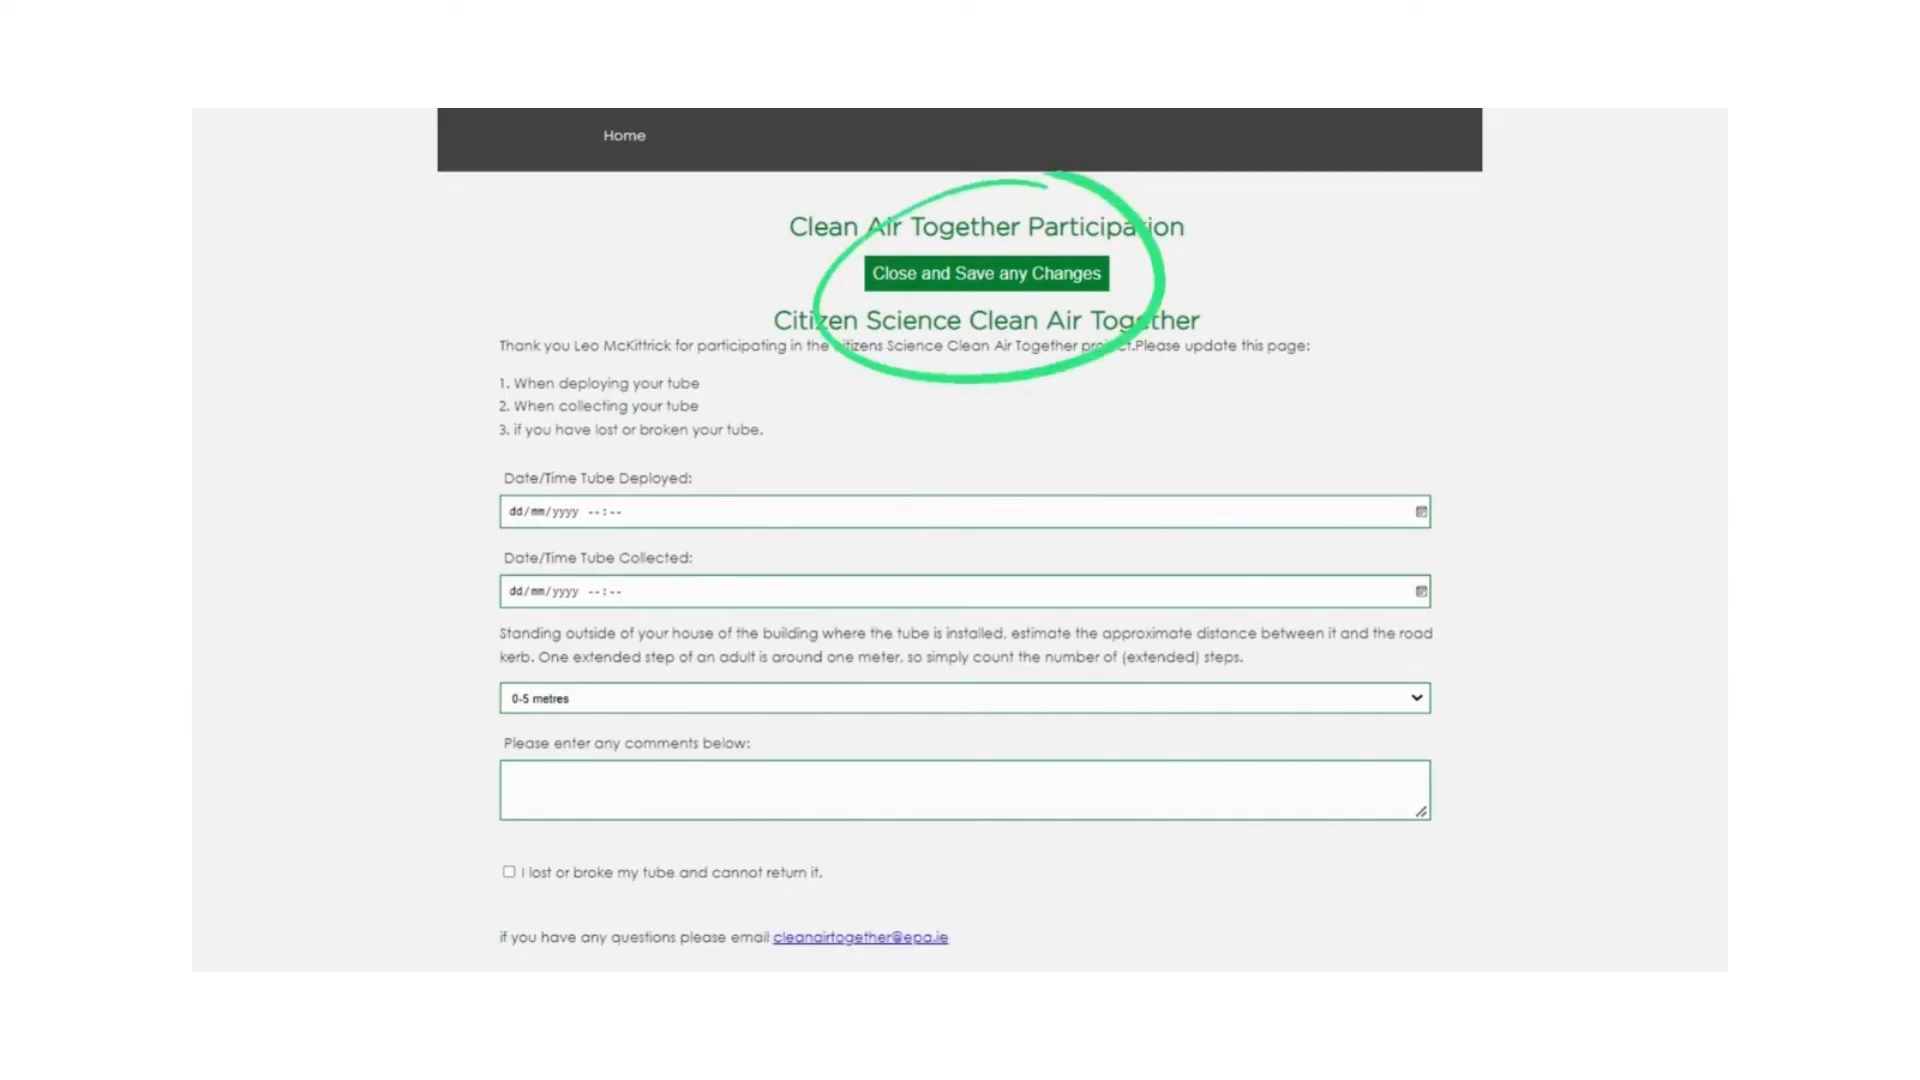 Home
Clean Air Together Participation
Close and Save any Changes
Citizen Science Clean Air Together
Thank you Leo McKittrick for participating in the citizens Science Clean Air Together project.Please update this page:
1. When deploying your tube
2. When collecting your tube
3. if you have lost or broken your tube.
Date/Time Tube Deployed:
dd/mm/yyyy --:--
Date/Time Tube Collected:
dd/mm/yyyy --:--
Standing outside of your house of the building where the tube is installed, estimate the approximate distance between it and the road
kerb. One extended step of an adult is around one meter, so simply count the number of (extended) steps.
0-5 metres
Please enter any comments below:
I lost or broke my tube and cannot return it.
if you have any questions please email cleanairtogether@epa.ie